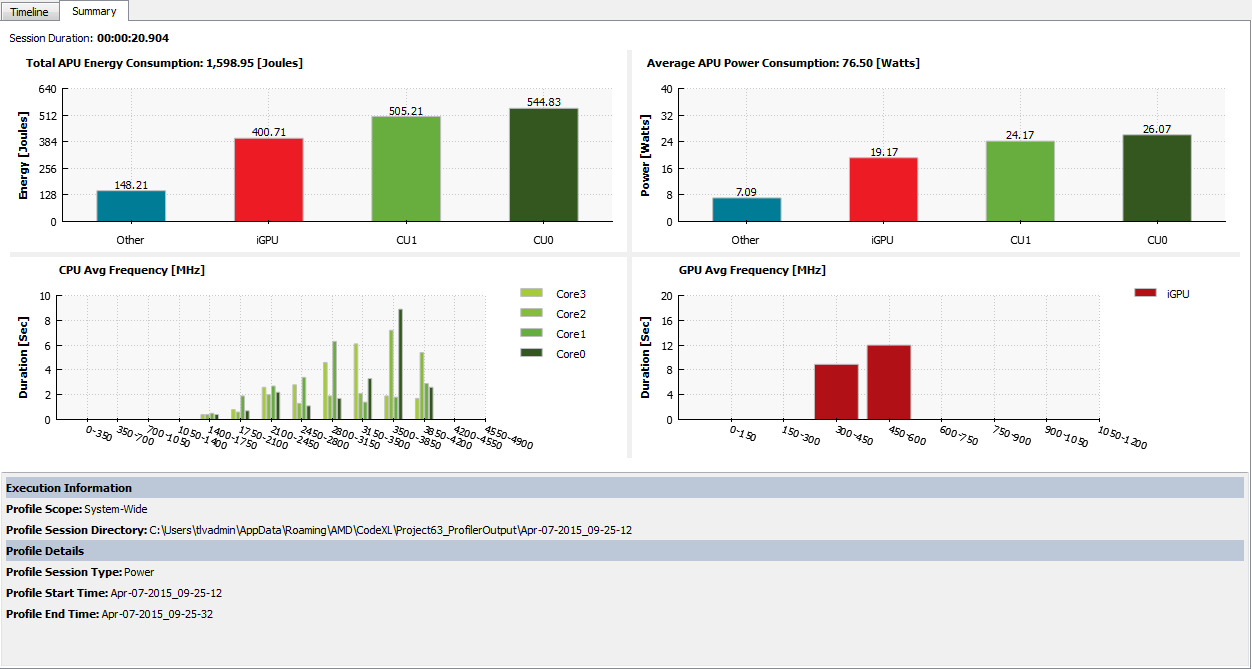 Timeline Summary
Session Duration: 00:00:20.904
Total APU Energy Consumption: 1,598.95 [Joules]
Energy [Joules]
640
512
384
256
128
0
148.21
400.71
505.21
544.83
Other iGPU CU1 CU0
Average APU Power Consumption: 76.50 [Watts]
Power [Watts]
40
32
24
16
8
0
7.09
19.17
24.17
26.07
Other iGPU CU1 CU0
CPU Avg Frequency [MHz]
Duration [Sec]
10
8
6
4
2
0
0-350 350-700 700-1050 1050-1400 1400-1750 1750-2100 2100-2450 2450-2800 2800-3150 3150-3500 3500-3850 3850-4200 4200-4550 4550-4900
Core3
Core2
Core1
Core0
GPU Avg Frequency [MHz]
Duration [Sec]
20
16
12
8
4
0
0-150 150-300 300-450 450-600 600-750 750-900 900-1050 1050-1200
iGPU
Execution Information
Profile Scope: System-Wide
Profile Session Directory: C:\Users\tlvadmin\AppData\Roaming\AMD\CodeXL\Project63_ProfilerOutput\Apr-07-2015_09-25-12
Profile Details
Profile Session Type: Power
Profile Start Time: Apr-07-2015_09-25-12
Profile End Time: Apr-07-2015_09-25-32